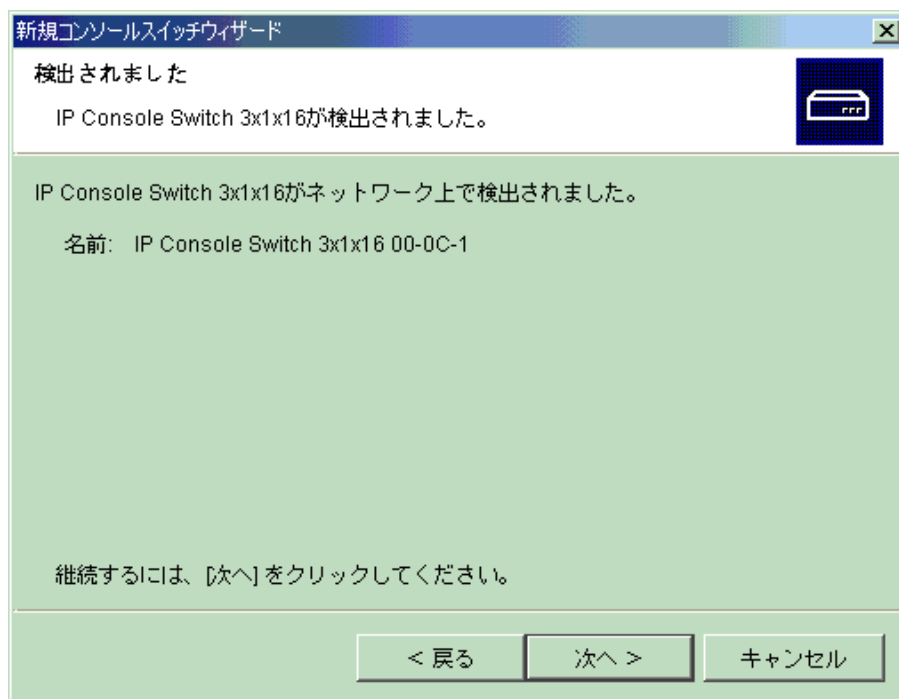 新規コンソールスイッチウィザード
検出されました
IP Console Switch 3x1x16が検出されました。
IP Console Switch 3x1x16がネットワーク上で検出されました。
名前: IP Console Switch 3x1x16 00-0C-1
継続するには、[次へ] をクリックしてください。
< 戻る
次へ >
キャンセル